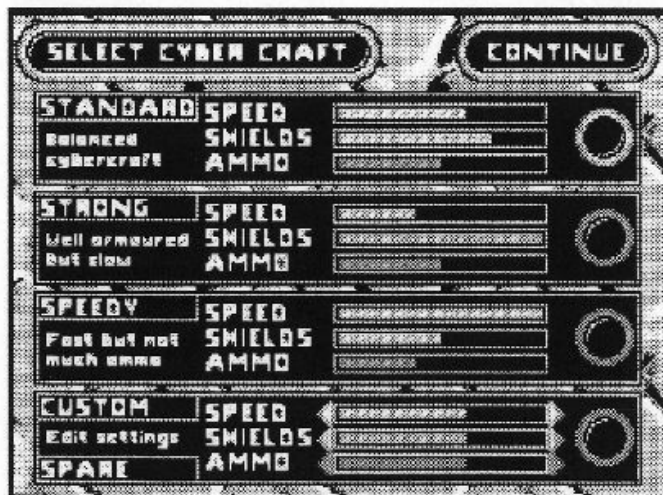 SELECT CYBER CRAFT
CONTINUE
STANDARD
Balanced
cybercraft
SPEED
SHIELDS
AMMO
STRONG
Well armoured
but slow
SPEED
SHIELDS
AMMO
SPEEDY
Fast but not
much ammo
SPEED
SHIELDS
AMMO
CUSTOM
Edit settings
SPARE
SPEED
SHIELDS
AMMO